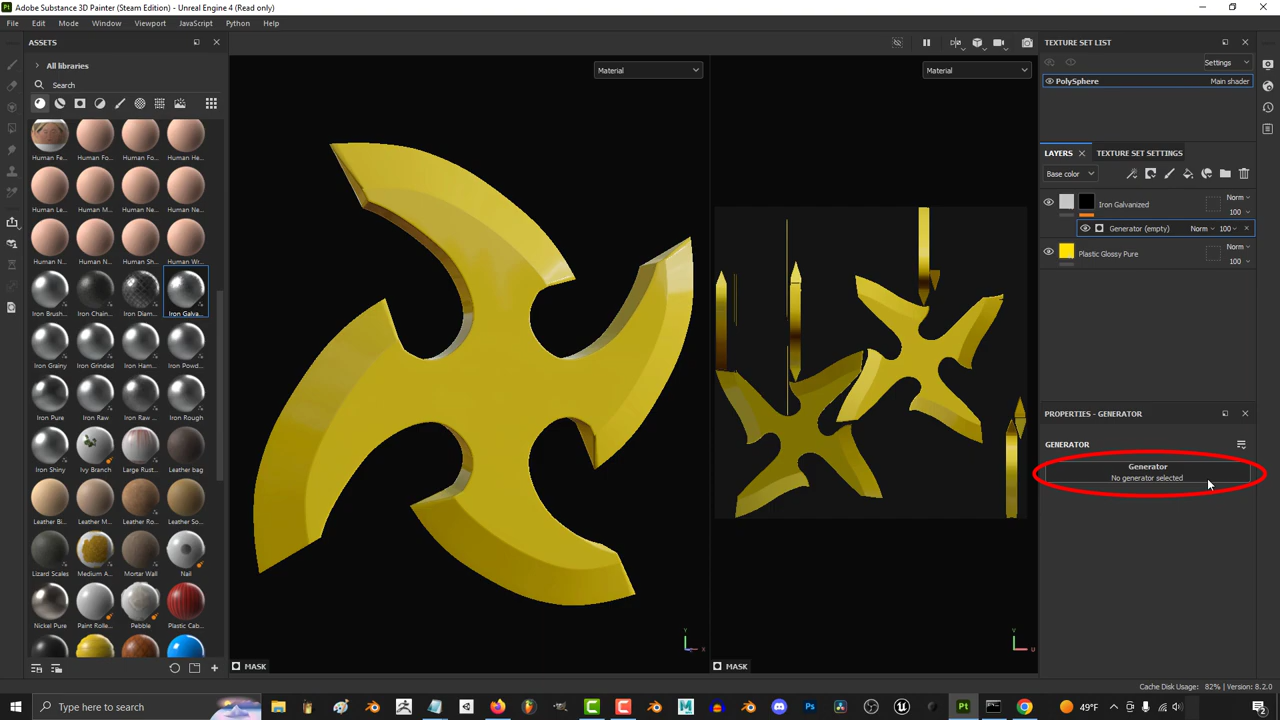 Adobe Substance 3D Painter (Steam Edition) - Unreal Engine 4 (Read only)
File Edit Mode Window Viewport JavaScript Python Help
ASSETS
All libraries
Search
Human Fe... Human Fo... Human Fo... Human He...
Human Le... Human M... Human Ne... Human Ne...
Human N... Human N... Human Sh... Human Wr...
Iron Brush... Iron Chain... Iron Diam... Iron Galva...
Iron Grainy Iron Grinded Iron Ham... Iron Powd...
Iron Pure Iron Raw Iron Raw ... Iron Rough
Iron Shiny Ivy Branch Large Rust... Leather bag
Leather Bi... Leather M... Leather Ro... Leather So...
Lizard Scales Medium A... Mortar Wall Nail
Nickel Pure Paint Rolle... Pebble Plastic Cab...
Material
Material
Y
X
Y
U
MASK
MASK
TEXTURE SET LIST
Settings
PolySphere Main shader
LAYERS TEXTURE SET SETTINGS
Base color
Iron Galvanized Norm
100
Generator (empty) Norm 100
Plastic Glossy Pure Norm
100
PROPERTIES - GENERATOR
GENERATOR
Generator
No generator selected
Cache Disk Usage: 82% | Version: 8.2.0
Type here to search
49°F